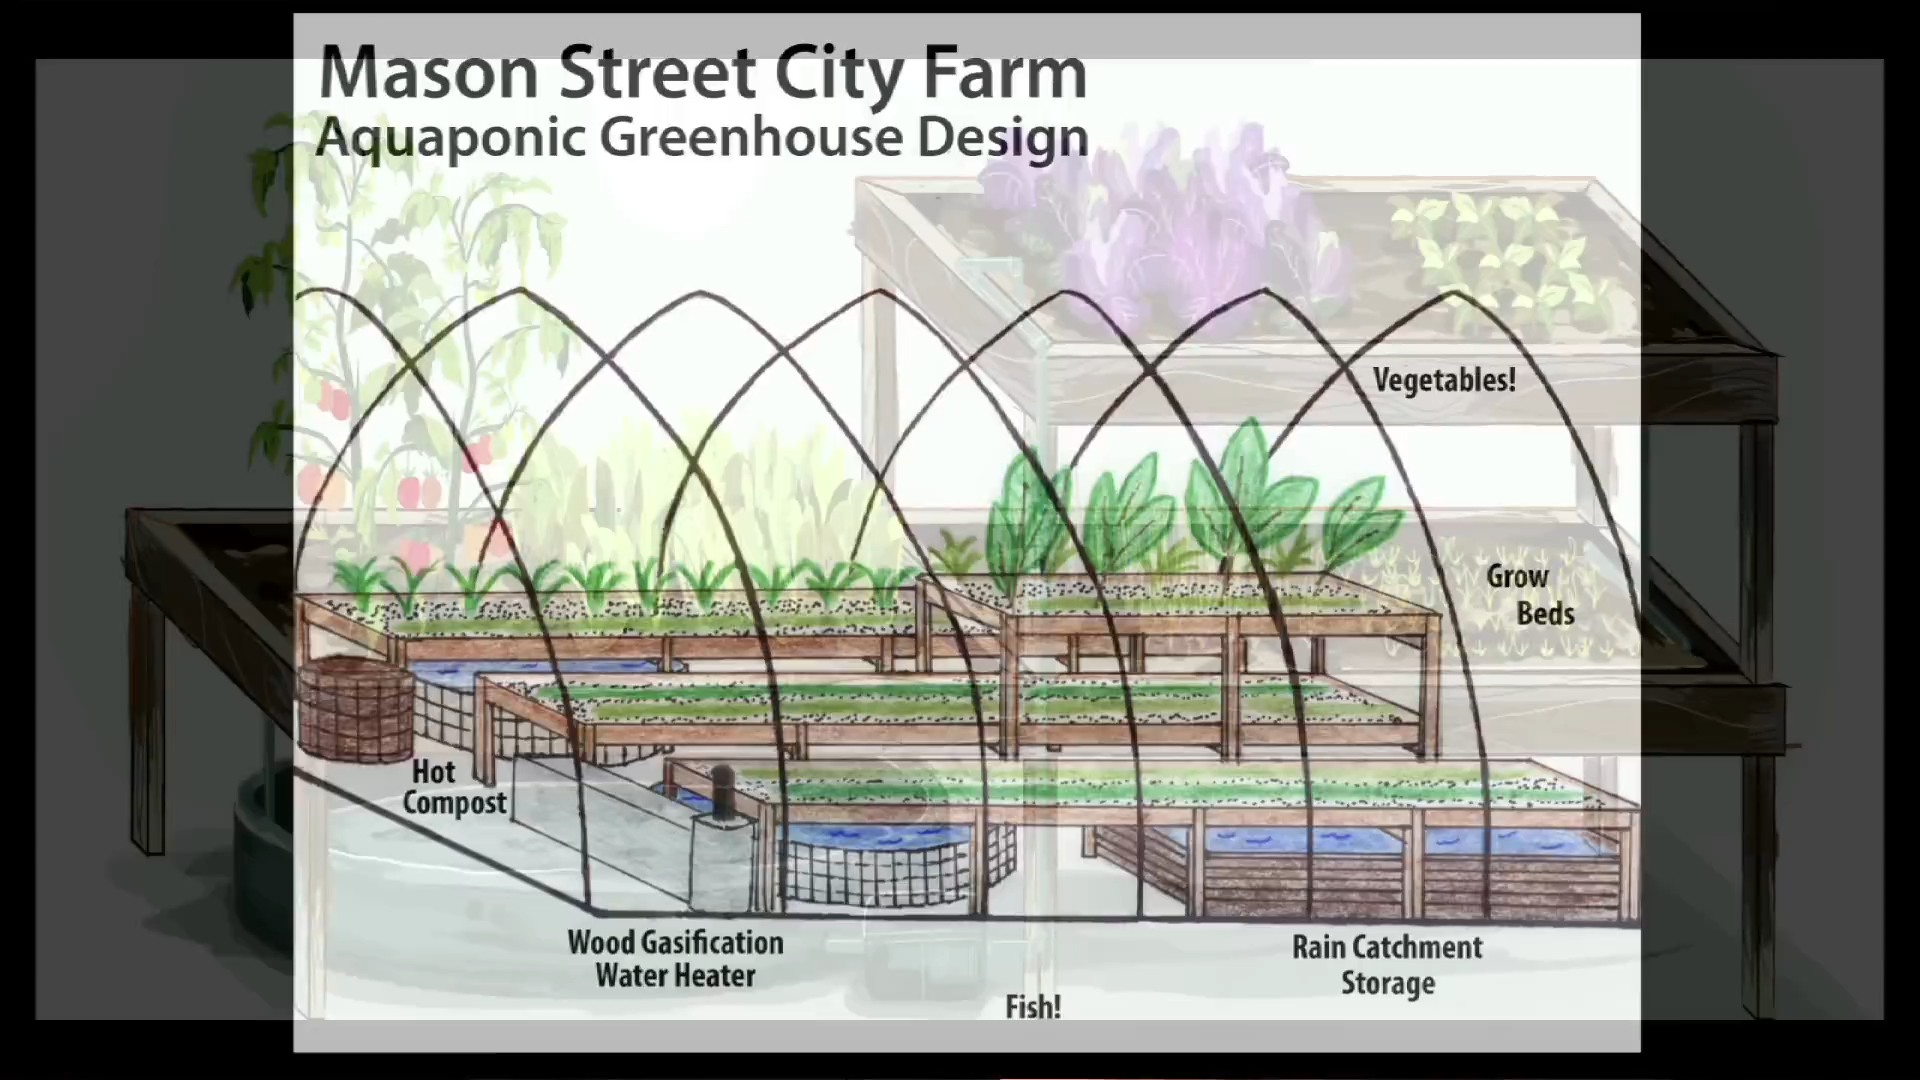 Mason Street City Farm
Aquaponic Greenhouse Design
Vegetables!
Grow
Beds
Hot
Compost
Wood Gasification
Water Heater
Rain Catchment
Storage
Fish!